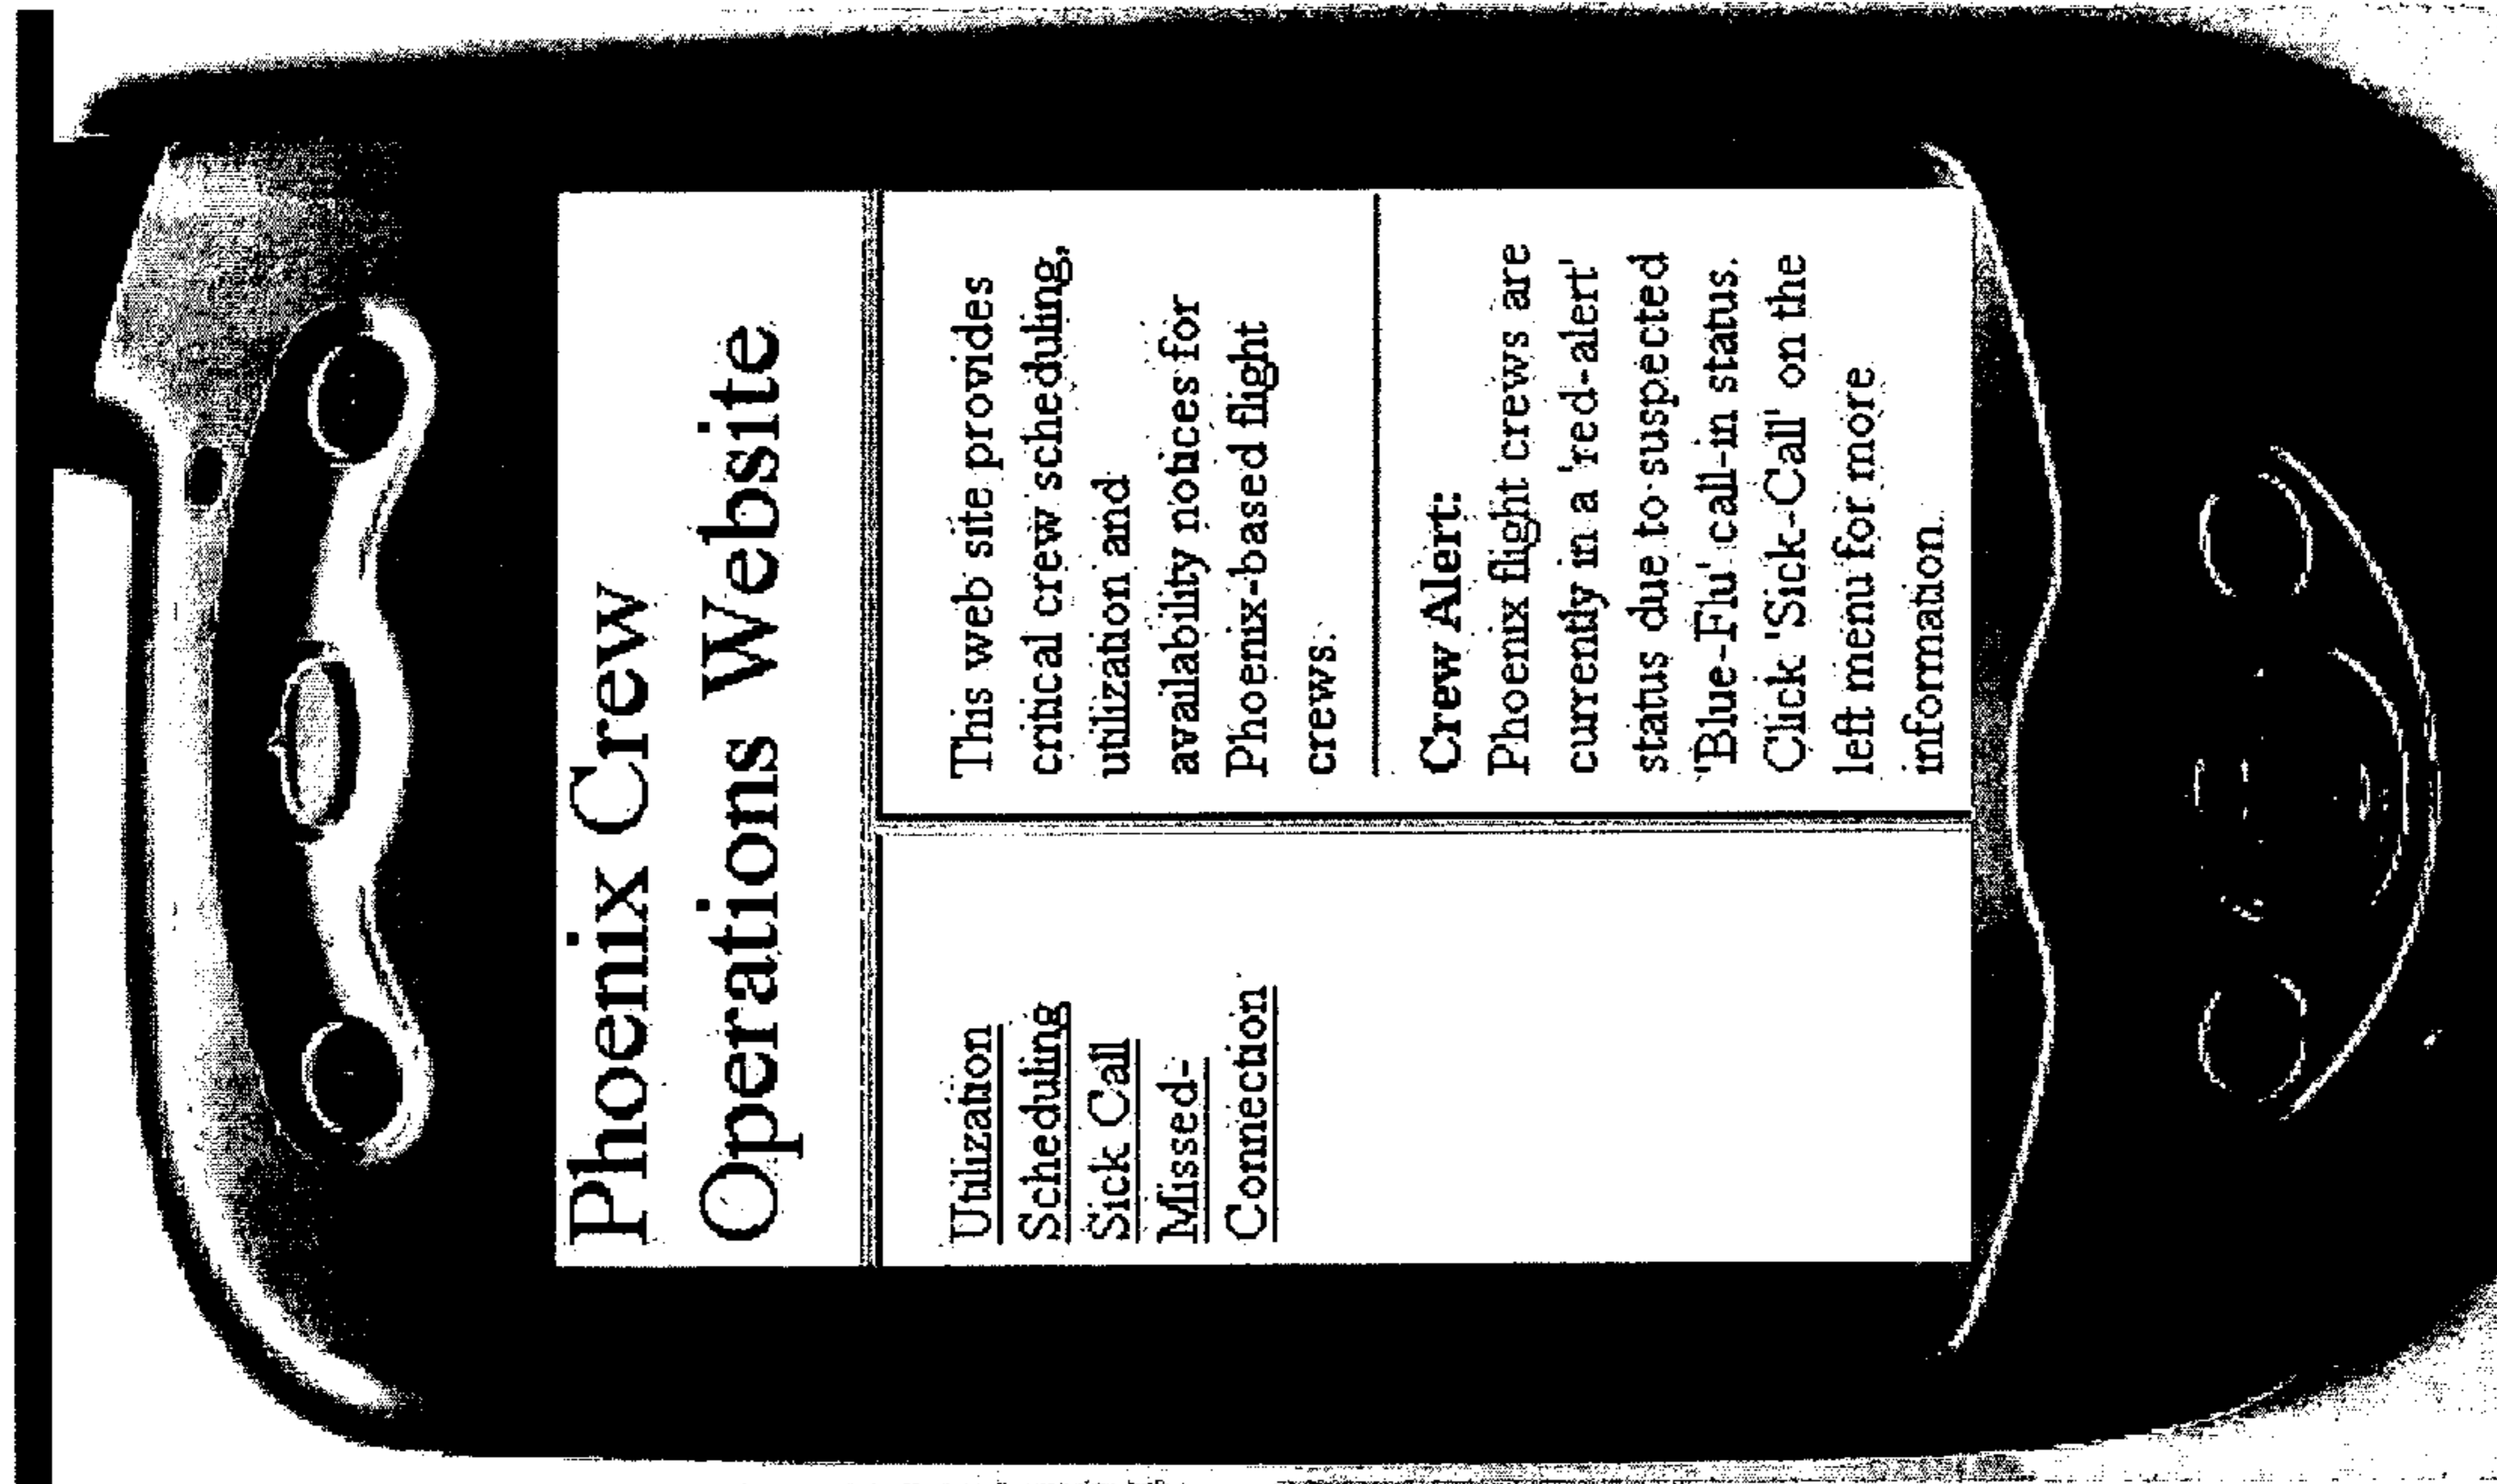 Phoenix Crew
Operations Website
Utilization
Scheduling
Sick Call
Missed-
Connection
This web site provides
critical crew scheduling,
utilization and
availability notices for
Phoenix-based flight
crews.
Crew Alert:
Phoenix flight crews are
currently in a 'red-alert'
status due to suspected
'Blue-Flu' call-in status.
Click 'Sick-Call' on the
left menu for more
information.